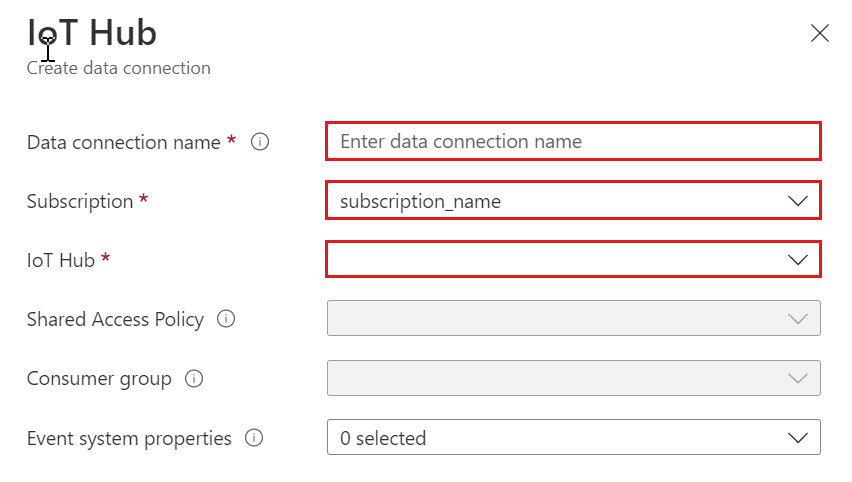 IoT Hub
Create data connection
Data connection name *
Enter data connection name
Subscription *
subscription_name
IoT Hub *
Shared Access Policy
Consumer group
Event system properties
0 selected